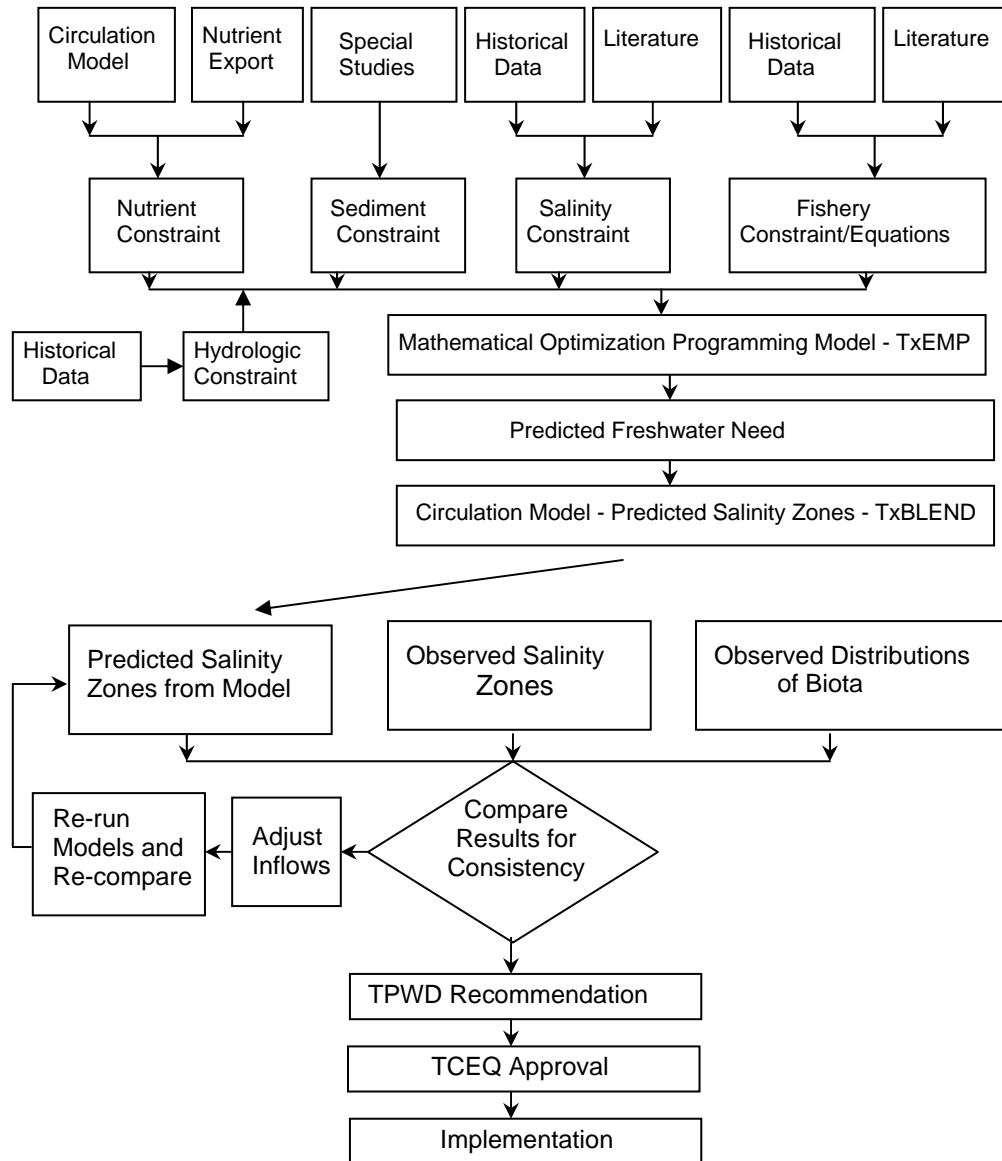 Circulation
Model
Nutrient
Export
Special
Studies
Historical
Data
Literature
Historical
Data
Literature
Nutrient
Constraint
Sediment
Constraint
Salinity
Constraint
Fishery
Constraint/Equations
Historical
Data
Hydrologic
Constraint
Mathematical Optimization Programming Model - TxEMP
Predicted Freshwater Need
Circulation Model - Predicted Salinity Zones - TxBLEND
Predicted Salinity
Zones from Model
Observed Salinity
Zones
Observed Distributions
of Biota
Re-run
Models and
Re-compare
Adjust
Inflows
Compare
Results for
Consistency
TPWD Recommendation
TCEQ Approval
Implementation